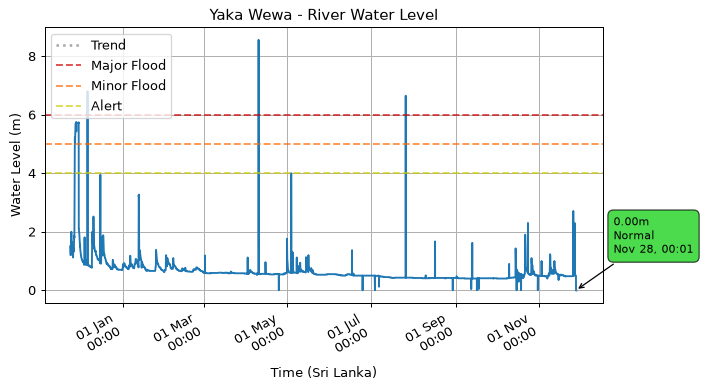 Yaka Wewa - River Water Level
Trend
Major Flood
Minor Flood
Alert
Water Level (m)
8
6
4
2
0
0.00m
Normal
Nov 28, 00:01
01 Jan
00:00
01 Mar
00:00
01 May
00:00
01 Jul
00:00
01 Sep
00:00
01 Nov
00:00
Time (Sri Lanka)